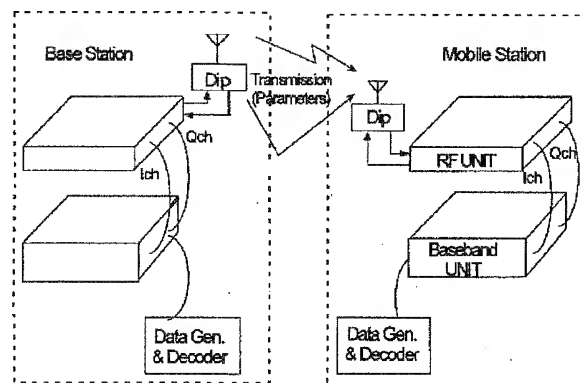 Base Station
Dip
Qch
Ich
Data Gen.
& Decoder
Transmission
(Parameters)
Mobile Station
Dip
RF UNIT
Qch
Ich
Baseband
UNIT
Data Gen.
& Decoder